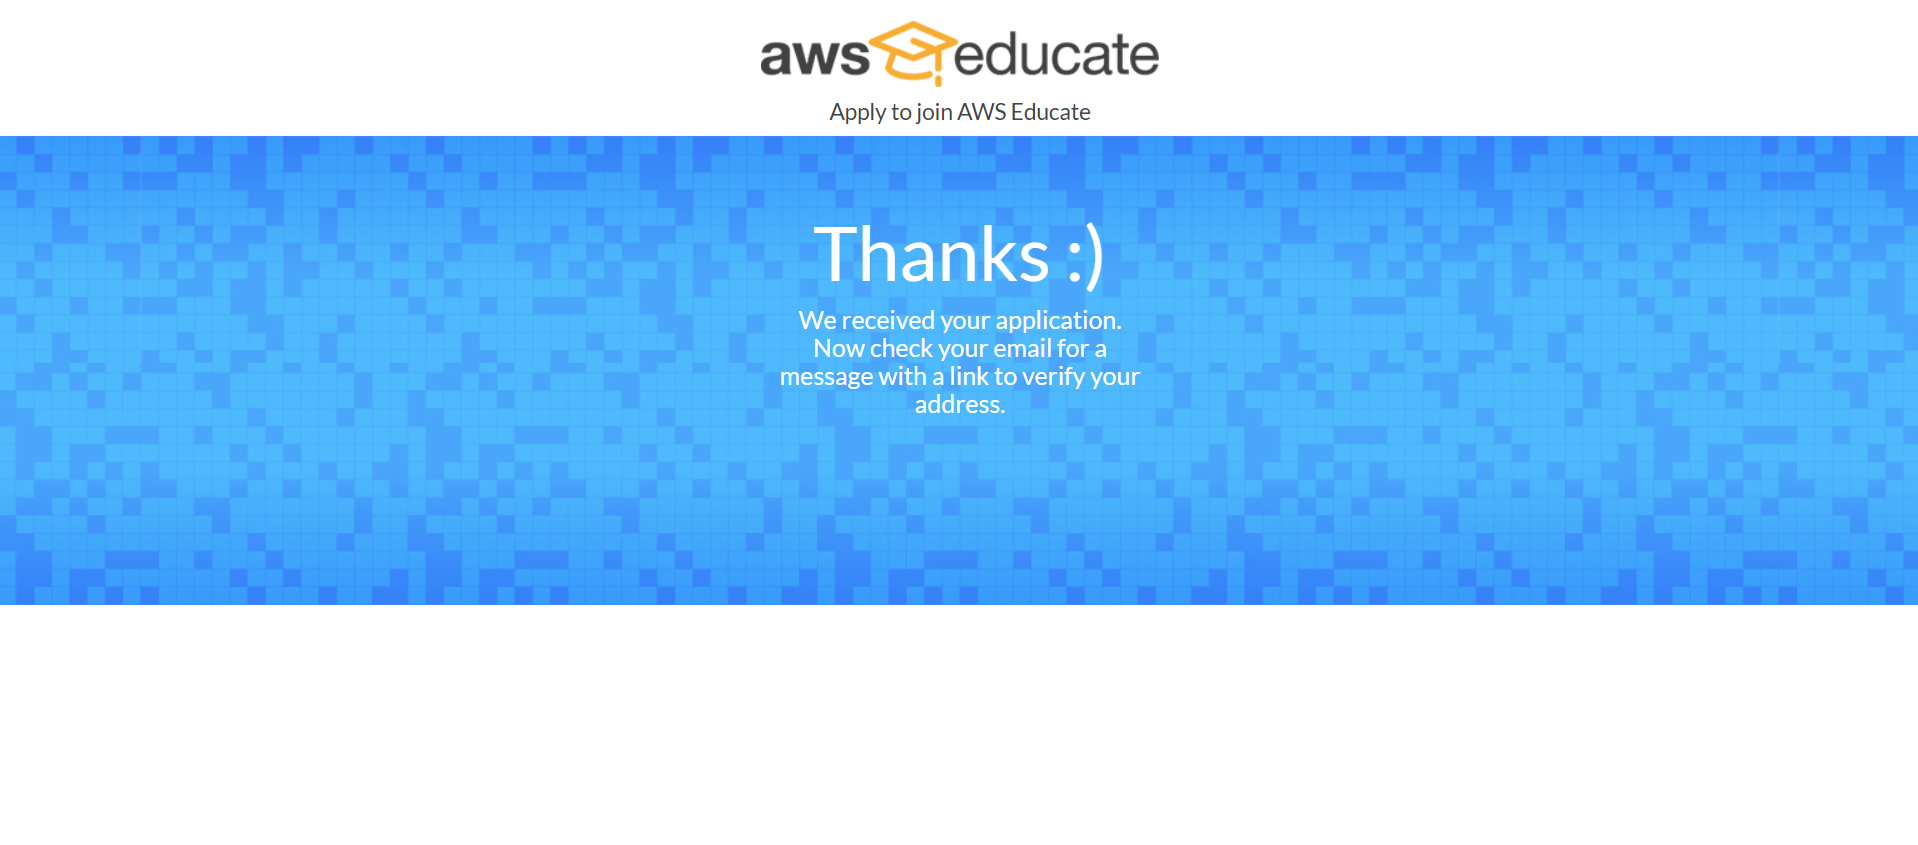 aws educate
Apply to join AWS Educate
Thanks :)
We received your application.
Now check your email for a
message with a link to verify your
address.